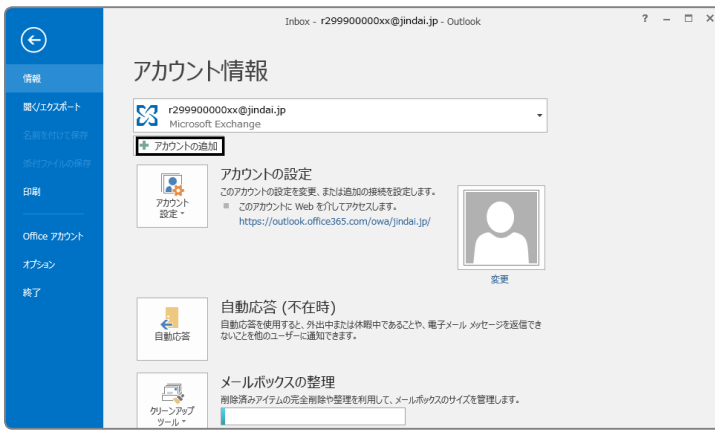 Inbox - r299900000xx@jindai.jp - Outlook
?
情報
開く/エクスポート
名前を付けて保存
添付ファイルの保存
印刷
Office アカウント
オプション
終了
アカウント情報
r299900000xx@jindai.jp
Microsoft Exchange
アカウントの追加
アカウント
設定
アカウントの設定
このアカウントの設定を変更、または追加の接続を設定します。
このアカウントに Web を介してアクセスします。
https://outlook.office365.com/owa/jindai.jp/
変更
自動応答
自動応答 (不在時)
自動応答を使用すると、外出中または休暇中であることや、電子メール メッセージを返信でき
ないことを他のユーザーに通知できます。
クリーンアップ
ツール
メールボックスの整理
削除済みアイテムの完全削除や整理を利用して、メールボックスのサイズを管理します。